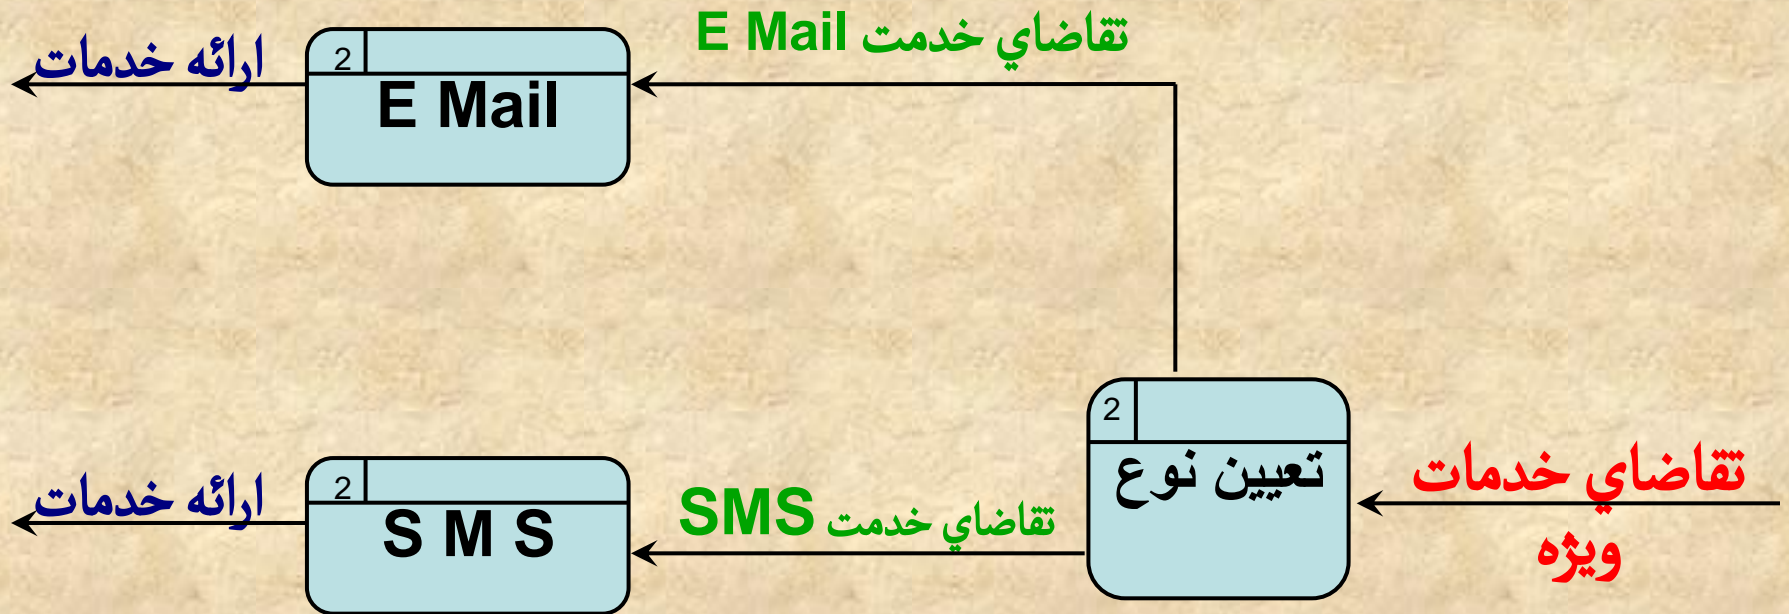 تقاضاي خدمت E Mail
2
ارائه خدمات
E Mail
2
تعيين نوع
تقاضاي خدمات
ويژه
تقاضاي خدمت SMS
2
ارائه خدمات
S M S